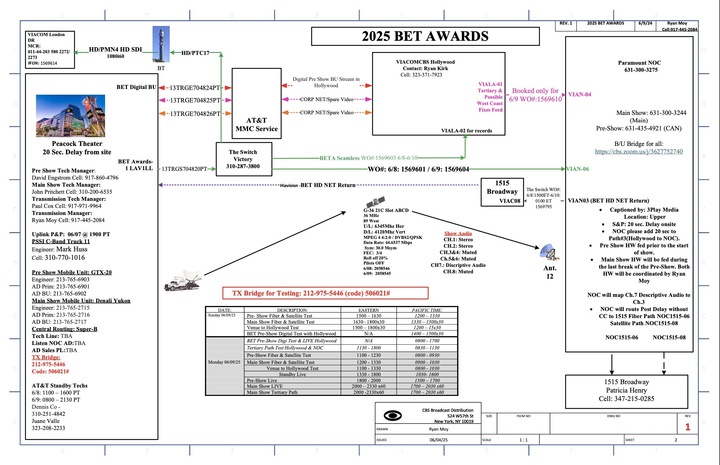 REV. 1 2025 BET AWARDS 6/9/24 Ryan Moy
Cell:917-445-2084
2025 BET AWARDS
VIACOM London
DR
MCR:
011-44-203 580 2272/
2273
WO#: 1569614
HD/PMN4 HD SDI
1080i60
BT
HD/PTC17
BET Digital BU
13TRGE704824PT
13TRGE704825PT
13TRGE704826PT
AT&T
MMC Service
Digital Pre-Show BU Stream in
Hollywood
CORP NET/Spare Video
CORP NET/Spare Video
VIACOMCBS Hollywood
Contact: Ryan Kirk
Cell: 323-371-7923
VIALA-01
Tertiary &
Possible
West Coast
Fixes Feed
VIALA-02 for records
Booked only for
6/9 WO#:1569610
VIAN-04
Paramount NOC
631-300-3275
Main Show: 631-300-3244
(Main)
Pre-Show: 631-435-4921 (CAN)
B/U Bridge for all:
https://cbs.zoom.us/j/3627752740
VIAN-06
Peacock Theater
20 Sec. Delay from site
BET Awards-
1 LAVILL
13TRGS704820PT
The Switch
Victory
310-287-3800
BETA Seamless WO:1569603 6/8-6/10
WO#: 6/8: 1569601 / 6/9: 1569604
Havision -BET HD NET Return
1515
Broadway
VIAC08
The Switch WO:
6/8-1500ET-0100
ET
1569795
VIAN03 (BET HD NET Return)
Pre Show Tech Manager:
David Engstrom Cell: 917-860-4796
Main Show Tech Manager:
John Pritchett Cell: 310-200-6535
Transmission Tech Manager:
Paul Cox Cell: 917-971-9964
Transmission Manager:
Ryan Moy Cell: 917-445-2084
Uplink P&P: 06/07 @ 1900 PT
PSSI C-Band Truck 11
Engineer: Mark Huss
Cell: 310-770-1016
Pre Show Mobile Unit: GTX-20
Engineer: 213-765-6903
AD Prim: 213-765-6901
AD BU: 213-765-6902
Main Show Mobile Unit: Denali Yukon
Engineer: 213-765-2715
AD Prim: 213-765-2716
AD BU: 213-765-2717
Central Routing: Super-B
Tech Line: TBA
Listen NOC AD:TBA
AD Sales PL:TBA
TX Bridge:
212-975-5446
Code: 506021#
AT&T Standby Techs
6/8: 1100 – 1600 PT
6/9: 0800 – 2130 PT
Dennis Co -
310-251-4842
Juane Valle
323-208-2233
G-36 21C Slot ABCD
36 MHz
89 West
U/L: 6345Mhz Hor
D/L: 4120Mhz Vert
MPEG 4 4:2:0 / DVBS2/QPSK
Data Rate: 44.6537 Mbps
Sym: 30.0 Msym
FEC: 3/4
Roll off 20%
Pilots OFF
6/08: 205854h
6/09: 205854S
Show Audio
CH.1: Stereo
CH.2: Stereo
CH.3&4: Muted
Ch.5&6: Muted
CH7.: Discriptive Audio
CH.8: Muted
Ant.
12
• Captioned by: 3Play Media
Location: Upper
• S&P: 20 sec. Delay onsite
• NOC please add 20 sec to
Path#3(Hollywood to NOC).
• Pre Show HW fed prior to the
start of show.
• Main Show HW will be fed during
the last break of the Pre-Show. Both
HW will be coordinated by Ryan
Moy
NOC will map Ch.7 Descriptive Audio to
Ch.3
• NOC will route Post Delay without
CC to 1515 Fiber Path NOC1515-06
Satellite Path NOC1515-08
NOC1515-06 NOC1515-08
TX Bridge for Testing: 212-975-5446 (code) 506021#
DATE: DESCRIPTION: EASTERN PACIFIC TIME
Sunday 06/08/25 Pre- Show Fiber & Satellite Test 1500 - 1630 1200 - 1330
Main Show Fiber & Satellite Test 1630 - 1800x30 1330 – 1500x30
Venue to Hollywood Test 1500 - 1800x30 1200 - 15x30
BET Pre-Show Digital Test with Hollywood N/A 1400 – 1500x30
Monday 06/09/25 BET Pre-Show Digi Test & LIVE Hollywood N/A 0800 - 1700
Tertiary Path Test Hollywood & NOC 1130 - 1800 0830 – 1130
Pre-Show Fiber & Satellite Test 1100 - 1230 0800 - 0930
Main Show Fiber & Satellite Test 1200 - 1330 0900 - 1030
Venue to Hollywood Test 1100 - 1330 0800 - 1030
Standby Live 1330 - 1800 1030- 1600
Pre-Show Live 1800 - 2000 1500 - 1700
Main Show LIVE 2000 – 2330 x60 1700 – 2030 x60
Main Show Tertiary Path 2000 -2330x60 1700 – 2030 x60
1515 Broadway
Patricia Henry
Cell: 347-215-0285
CBS Broadcast Distribution
524 W57th St
New York, NY 10019
SIZE FSCM NO DWG NO REV
1
DRAWN Ryan Moy
ISSUED 06/04/25 SCALE 1 : 1 SHEET 2